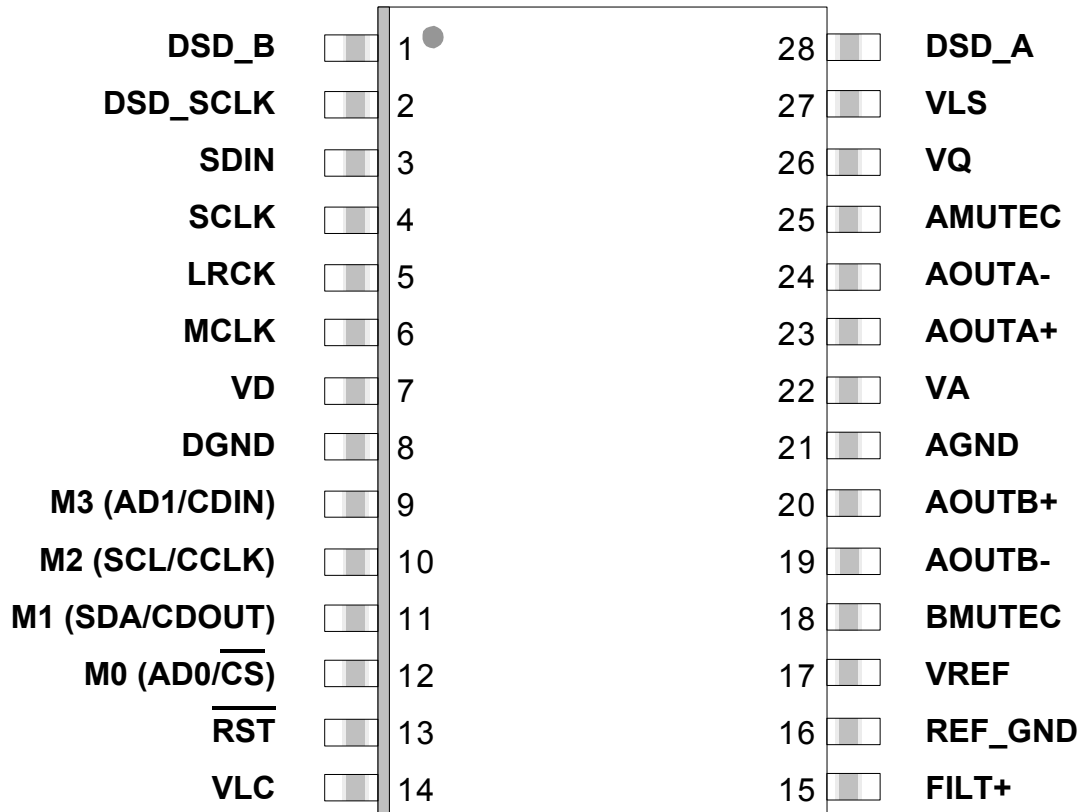 DSD_B 1 28 DSD_A
DSD_SCLK 2 27 VLS
SDIN 3 26 VQ
SCLK 4 25 AMUTEC
LRCK 5 24 AOUTA-
MCLK 6 23 AOUTA+
VD 7 22 VA
DGND 8 21 AGND
M3 (AD1/CDIN) 9 20 AOUTB+
M2 (SCL/CCLK) 10 19 AOUTB-
M1 (SDA/CDOUT) 11 18 BMUTEC
M0 (AD0/C̅S̅) 12 17 VREF
R̅S̅T̅ 13 16 REF_GND
VLC 14 15 FILT+